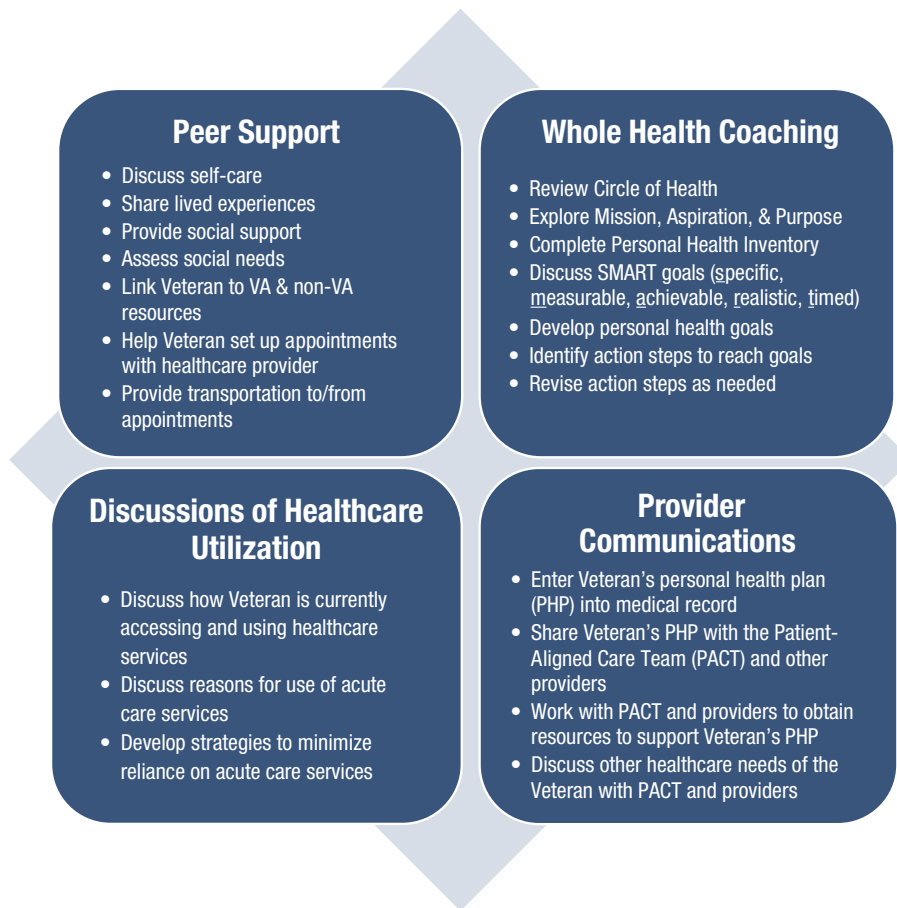 Peer Support
• Discuss self-care
• Share lived experiences
• Provide social support
• Assess social needs
• Link Veteran to VA & non-VA
resources
• Help Veteran set up appointments
with healthcare provider
• Provide transportation to/from
appointments
Whole Health Coaching
• Review Circle of Health
• Explore Mission, Aspiration, & Purpose
• Complete Personal Health Inventory
• Discuss SMART goals (specific,
measurable, achievable, realistic, timed)
• Develop personal health goals
• Identify action steps to reach goals
• Revise action steps as needed
Discussions of Healthcare
Utilization
• Discuss how Veteran is currently
accessing and using healthcare
services
• Discuss reasons for use of acute
care services
• Develop strategies to minimize
reliance on acute care services
Provider
Communications
• Enter Veteran's personal health plan
(PHP) into medical record
• Share Veteran's PHP with the Patient-
Aligned Care Team (PACT) and other
providers
• Work with PACT and providers to obtain
resources to support Veteran's PHP
• Discuss other healthcare needs of the
Veteran with PACT and providers